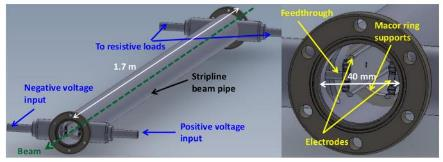 To resistive loads
1.7 m
Negative voltage
input
Stripline
beam pipe
Positive voltage
input
Beam
Feedthrough
Macor ring
supports
40 mm
Electrodes